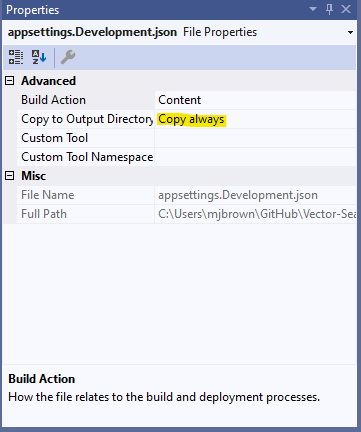 Properties
appsettings.Development.json File Properties
Advanced
Build Action Content
Copy to Output Directory Copy always
Custom Tool
Custom Tool Namespace
Misc
File Name appsettings.Development.json
Full Path C:\Users\mjbrown\GitHub\Vector-Sea
Build Action
How the file relates to the build and deployment processes.